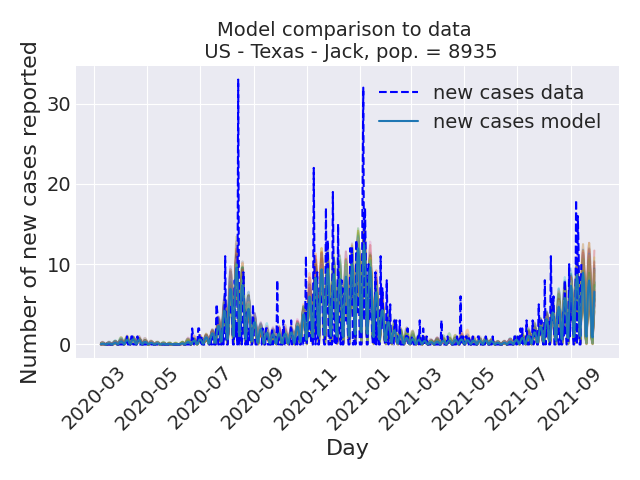 Model comparison to data
US - Texas - Jack, pop. = 8935
Number of new cases reported
30
20
10
0
new cases data
new cases model
2020-03
2020-05
2020-07
2020-09
2020-11
2021-01
2021-03
2021-05
2021-07
2021-09
Day